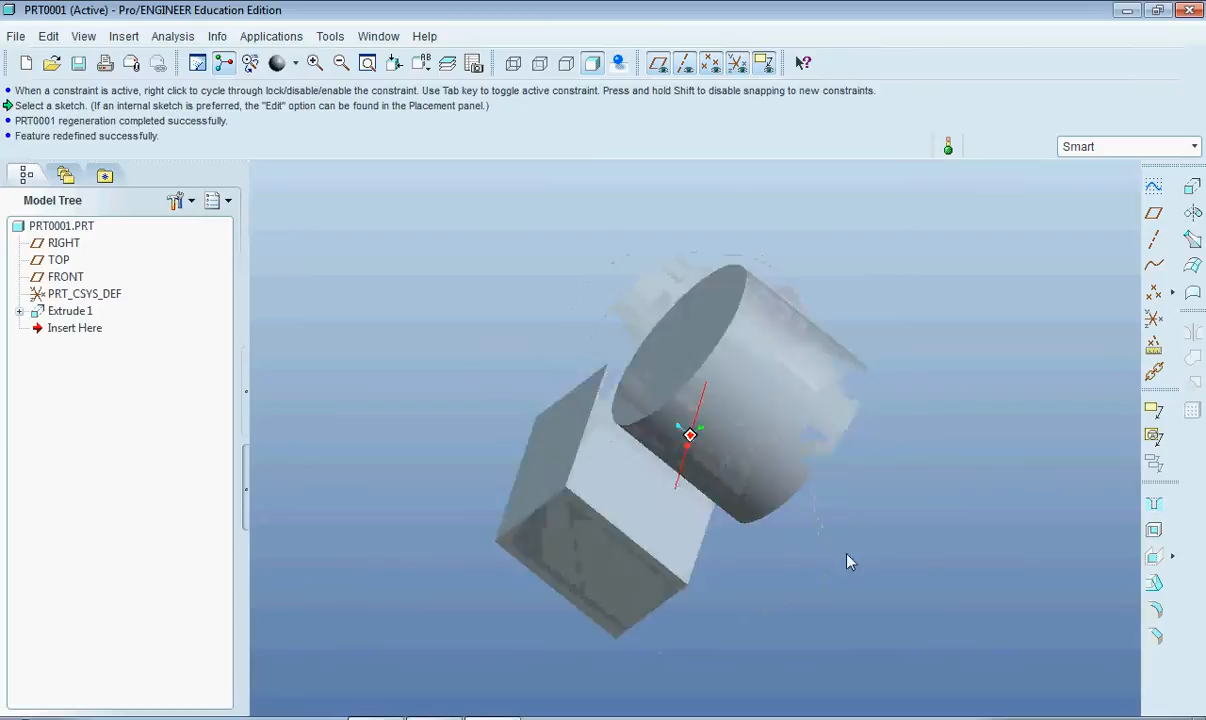 PRT0001 (Active) - Pro/ENGINEER Education Edition
File Edit View Insert Analysis Info Applications Tools Window Help
When a constraint is active, right click to cycle through lock/disable/enable the constraint. Use Tab key to toggle active constraint. Press and hold Shift to disable snapping to new constraints.
Select a sketch. (If an internal sketch is preferred, the "Edit" option can be found in the Placement panel.)
PRT0001 regeneration completed successfully.
Feature redefined successfully.
Smart
Model Tree
PRT0001.PRT
RIGHT
TOP
FRONT
PRT_CSYS_DEF
Extrude 1
Insert Here